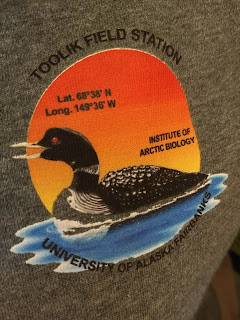 TOOLIK FIELD STATION
Lat. 68°38' N
Long. 149°36' W
INSTITUTE OF
ARCTIC BIOLOGY
UNIVERSITY OF ALASKA FAIRBANKS